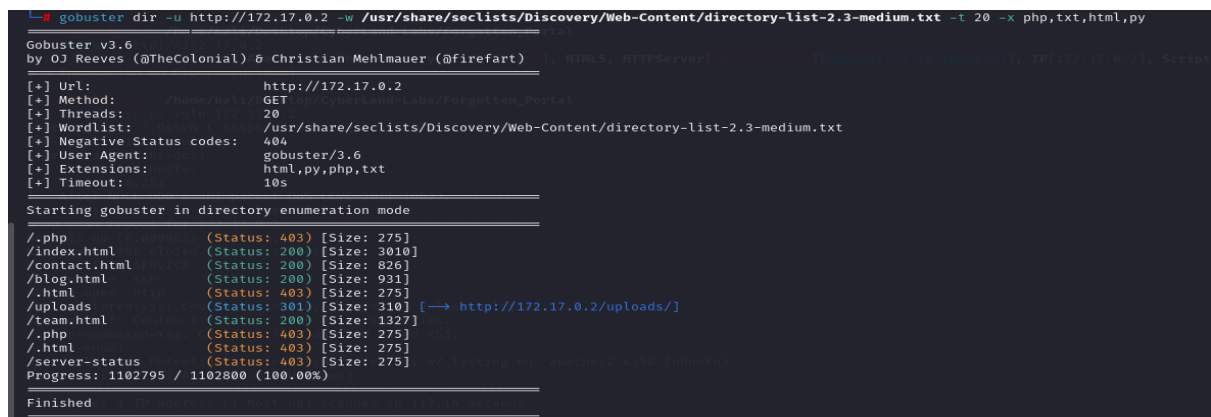 └─# gobuster dir -u http://172.17.0.2 -w /usr/share/seclists/Discovery/Web-Content/directory-list-2.3-medium.txt -t 20 -x php,txt,html,py
Gobuster v3.6
by OJ Reeves (@TheColonial) & Christian Mehlmauer (@firefart)
[+] Url: http://172.17.0.2
[+] Method: GET
[+] Threads: 20
[+] Wordlist: /usr/share/seclists/Discovery/Web-Content/directory-list-2.3-medium.txt
[+] Negative Status codes: 404
[+] User Agent: gobuster/3.6
[+] Extensions: html,py,php,txt
[+] Timeout: 10s
Starting gobuster in directory enumeration mode
/.php (Status: 403) [Size: 275]
/index.html (Status: 200) [Size: 3010]
/contact.html (Status: 200) [Size: 826]
/blog.html (Status: 200) [Size: 931]
/.html (Status: 403) [Size: 275]
/uploads (Status: 301) [Size: 310] [--> http://172.17.0.2/uploads/]
/team.html (Status: 200) [Size: 1327]
/.php (Status: 403) [Size: 275]
/.html (Status: 403) [Size: 275]
/server-status (Status: 403) [Size: 275]
Progress: 1102795 / 1102800 (100.00%)
Finished